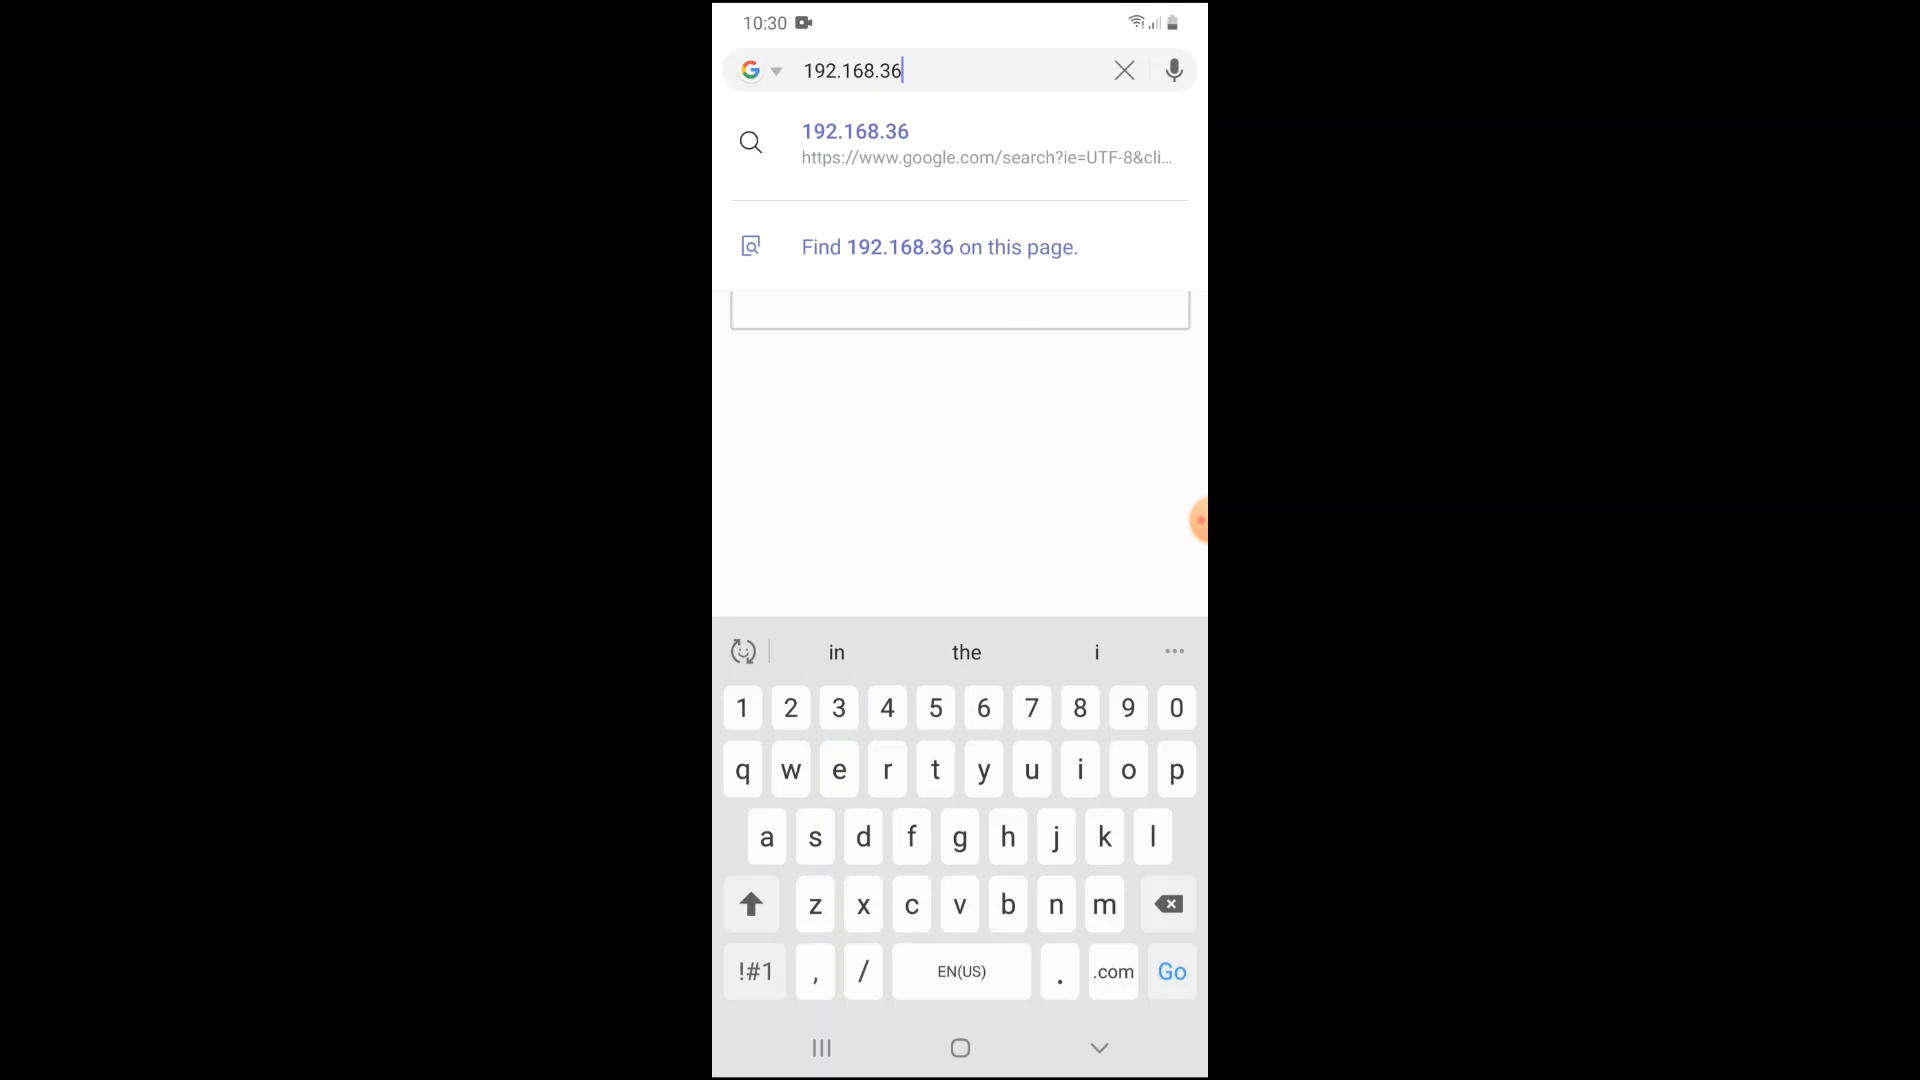 10:30
192.168.36
192.168.36
https://www.google.com/search?ie=UTF-8&cli...
Find 192.168.36 on this page.
in the i
1 2 3 4 5 6 7 8 9 0
q w e r t y u i o p
a s d f g h j k l
z x c v b n m
!#1 , / EN(US) . .com Go